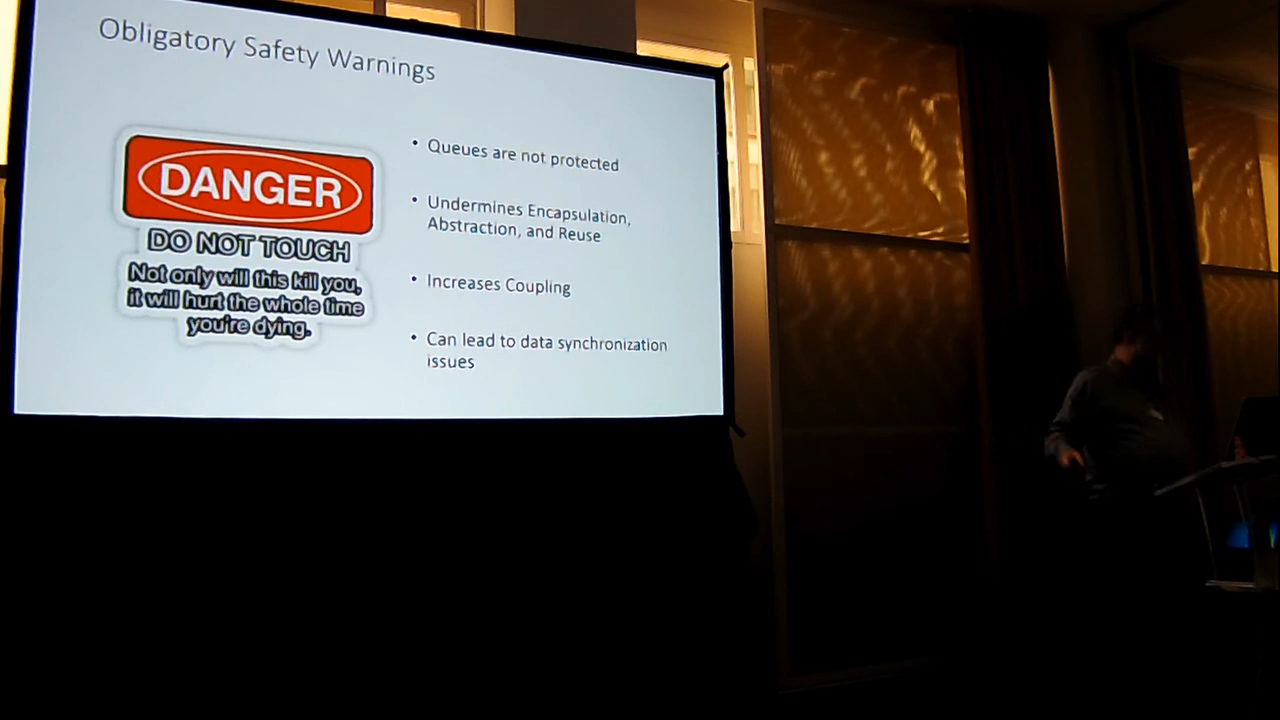 Obligatory Safety Warnings
DANGER
DO NOT TOUCH
Not only will this kill you,
it will hurt the whole time
you're dying.
• Queues are not protected
• Undermines Encapsulation,
Abstraction, and Reuse
• Increases Coupling
• Can lead to data synchronization
issues